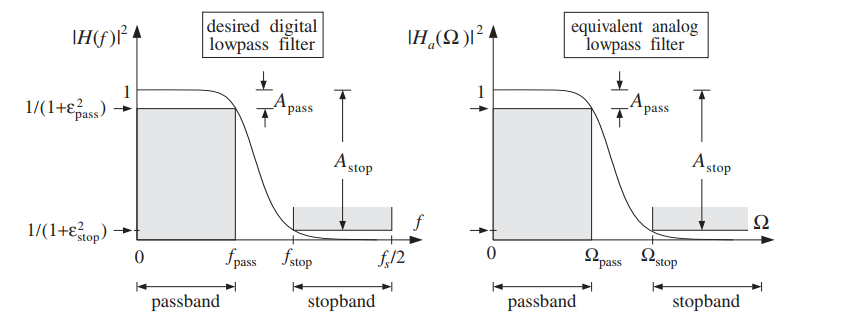 |H(f)|²
desired digital
lowpass filter
1
1/(1+ε²pass)
Apass
Astop
1/(1+ε²stop)
f
0
fpass
fstop
fs/2
passband
stopband
|Ha(Ω)|²
equivalent analog
lowpass filter
1
Apass
Astop
Ω
0
Ωpass
Ωstop
passband
stopband